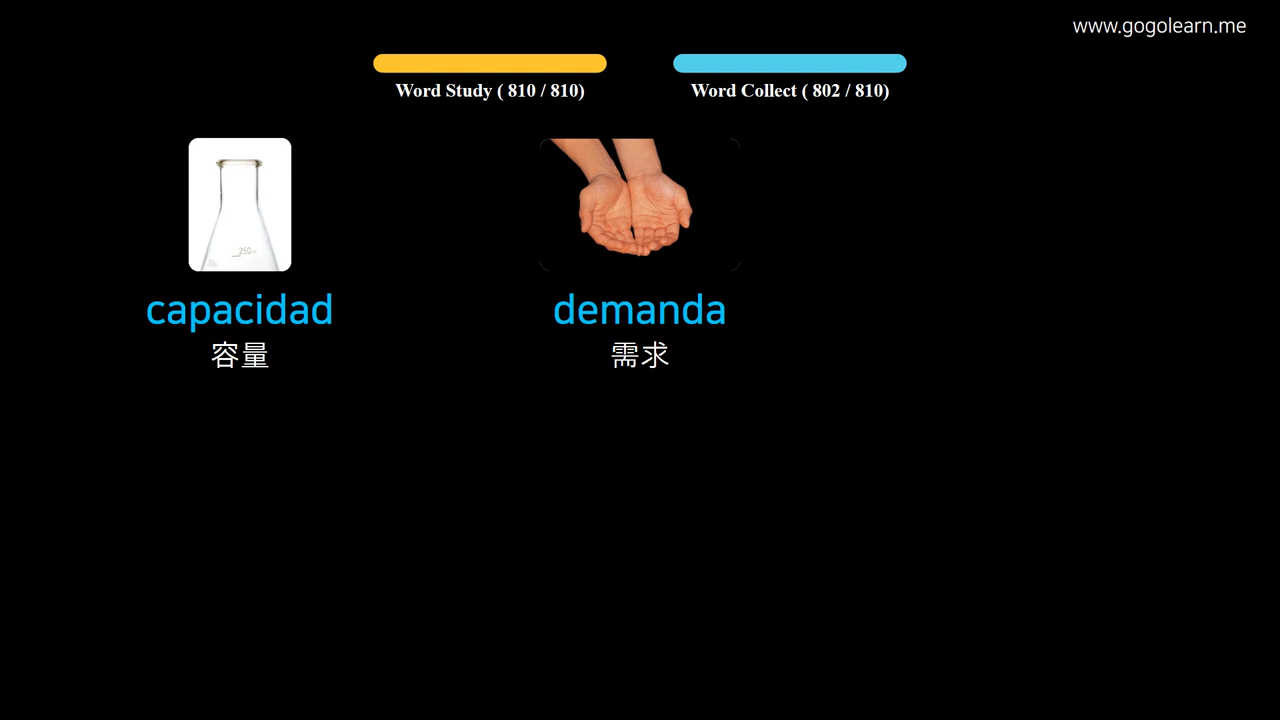 www.gogolearn.me
Word Study ( 810 / 810)
Word Collect ( 802 / 810)
capacidad
容量
demanda
需求